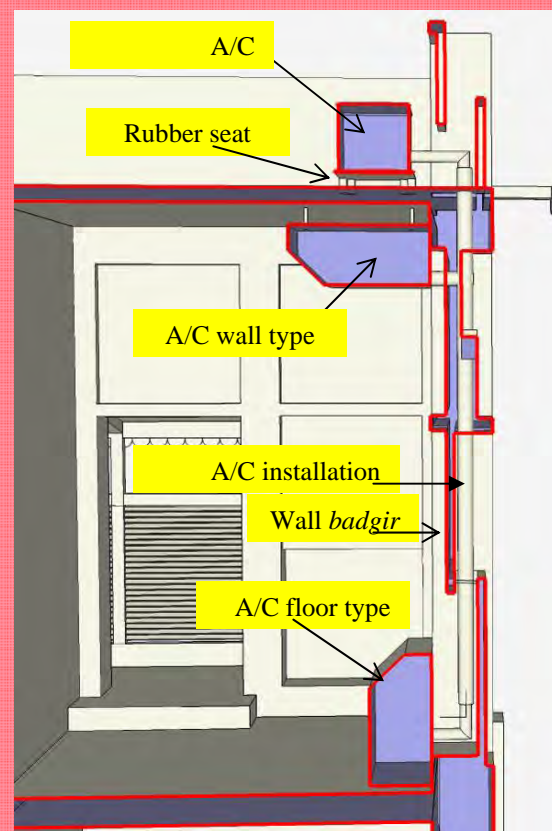 A/C
Rubber seat
A/C wall type
A/C installation
Wall badgir
A/C floor type